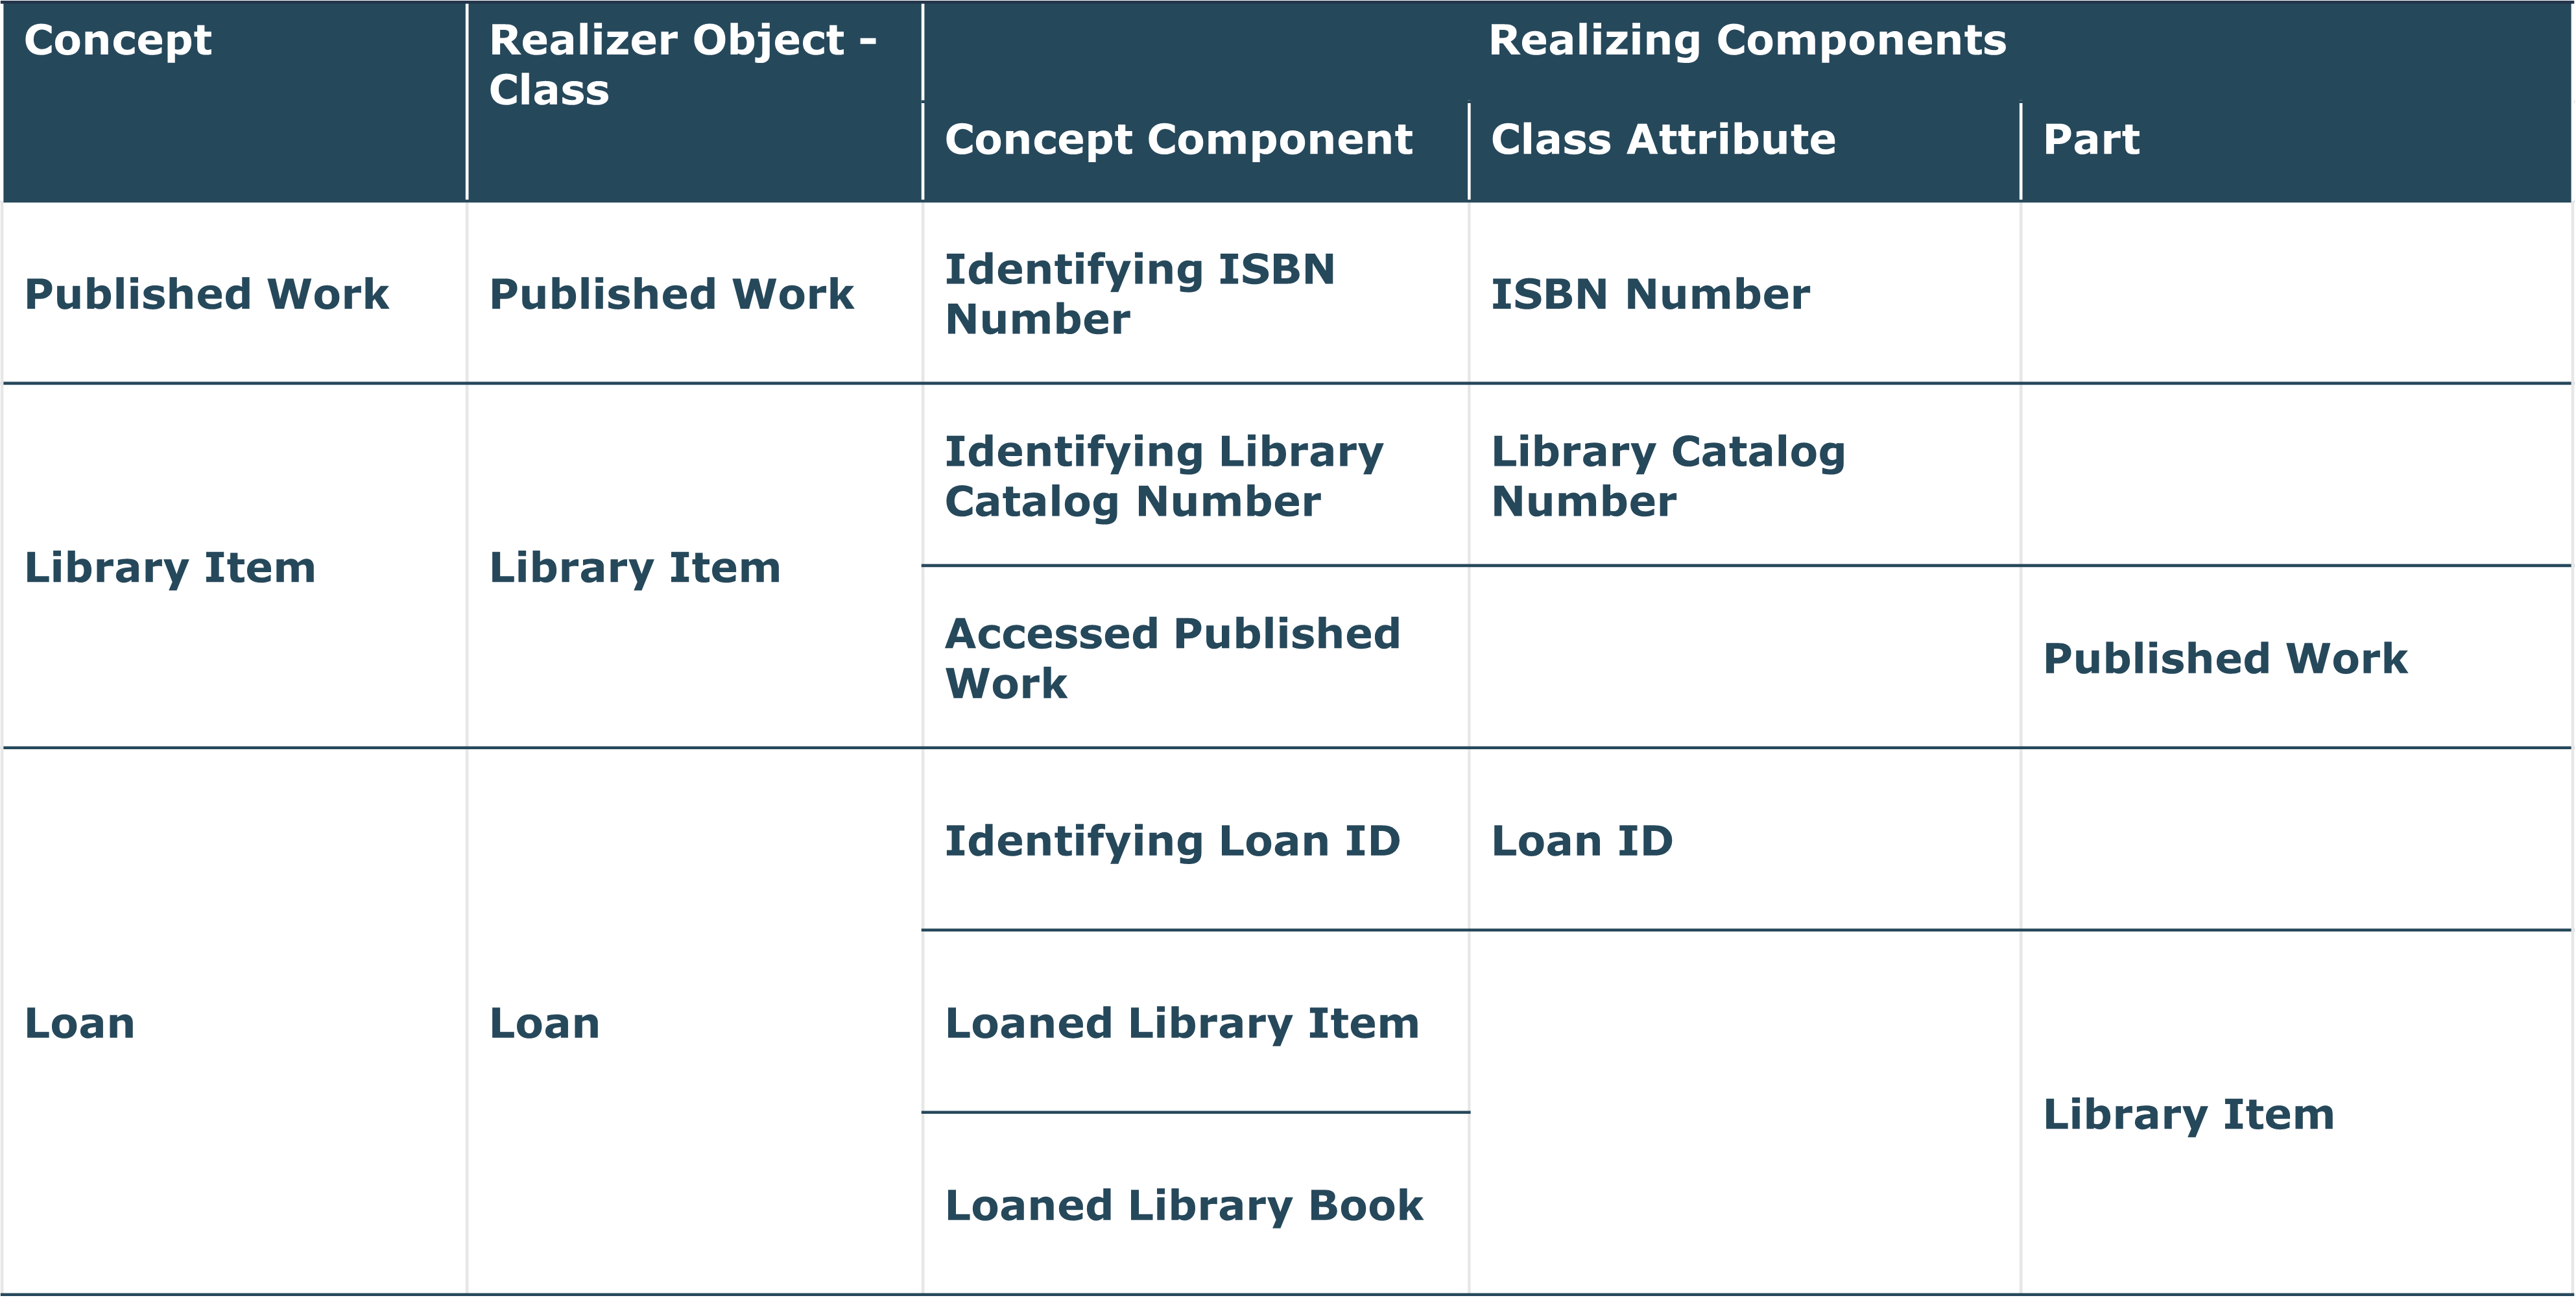 Concept
Realizer Object -
Class
Realizing Components
Concept Component
Class Attribute
Part
Published Work
Published Work
Identifying ISBN
Number
ISBN Number
Library Item
Library Item
Identifying Library
Catalog Number
Library Catalog
Number
Accessed Published
Work
Published Work
Loan
Loan
Identifying Loan ID
Loan ID
Loaned Library Item
Library Item
Loaned Library Book